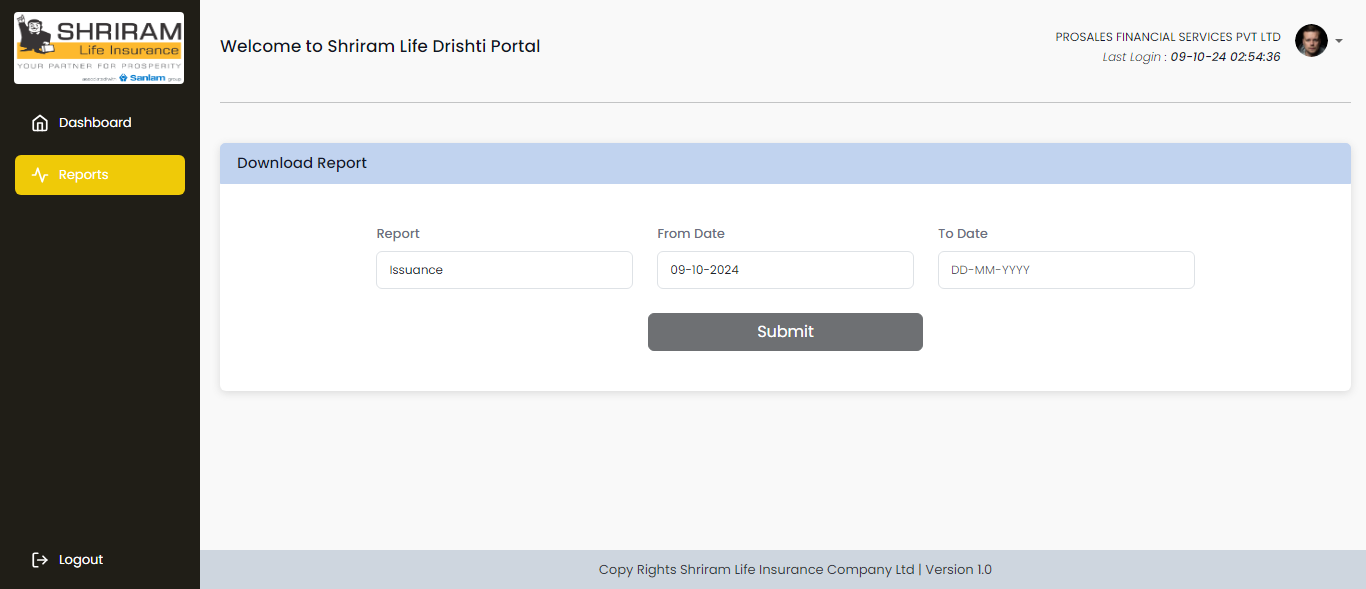 SHRIRAM
Life Insurance
YOUR PARTNER FOR PROSPERITY
Sanlam group
Welcome to Shriram Life Drishti Portal
PROSALES FINANCIAL SERVICES PVT LTD
Last Login : 09-10-24 02:54:36
Dashboard
Reports
Download Report
Report
From Date
To Date
Issuance
09-10-2024
DD-MM-YYYY
Submit
Logout
Copy Rights Shriram Life Insurance Company Ltd | Version 1.0